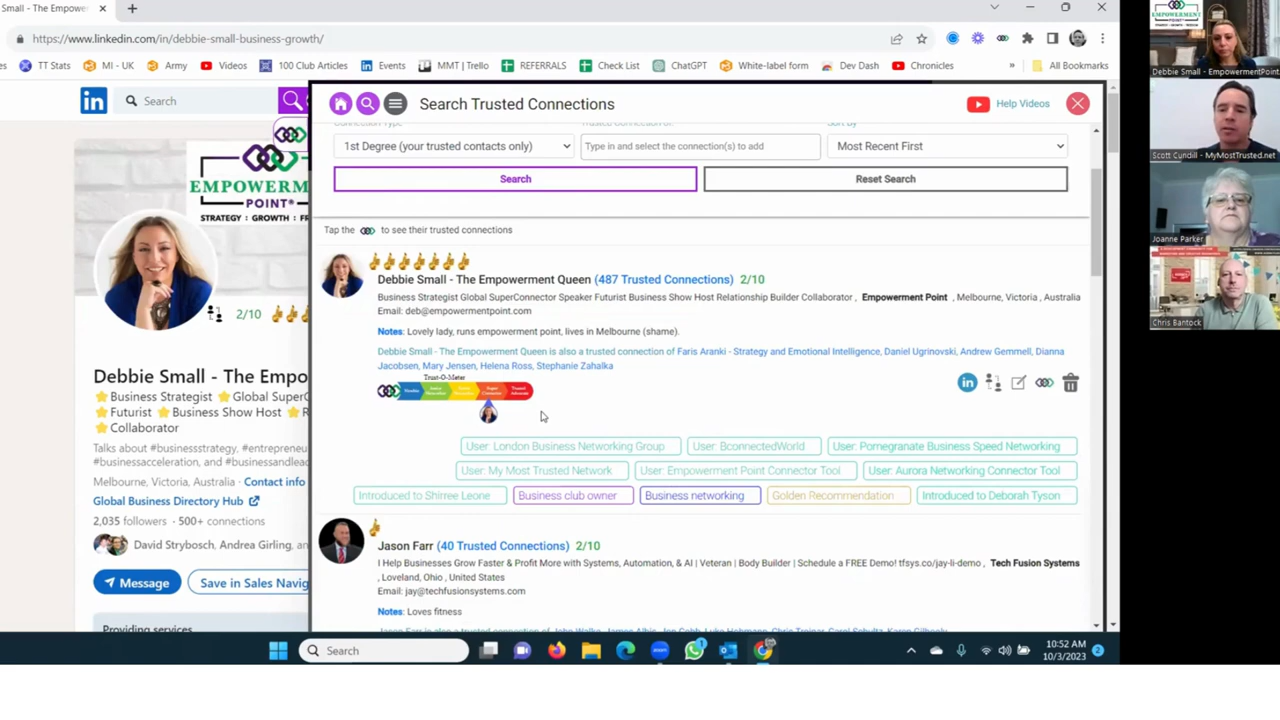 Small - The Empower
https://www.linkedin.com/in/debbie-small-business-growth/
es TT Stats MI - UK Army Videos 100 Club Articles Events MMT | Trello REFERRALS Check List ChatGPT White-label form Dev Dash Chronicles » All Bookmarks
in Search
Search Trusted Connections
Help Videos
1st Degree (your trusted contacts only)
Type in and select the connection(s) to add
Most Recent First
Search
Reset Search
Tap the to see their trusted connections
Debbie Small - The Empowerment Queen (487 Trusted Connections) 2/10
Business Strategist Global SuperConnector Speaker Futurist Business Show Host Relationship Builder Collaborator , Empowerment Point , Melbourne, Victoria , Australia
Email: deb@empowermentpoint.com
Notes: Lovely lady, runs empowerment point, lives in Melbourne (shame).
Debbie Small - The Empowerment Queen is also a trusted connection of Faris Aranki - Strategy and Emotional Intelligence, Daniel Ugrinovski, Andrew Gemmell, Dianna
Jacobsen, Mary Jensen, Helena Ross, Stephanie Zahalka
Trust-O-Meter
in
User: London Business Networking Group
User: BconnectedWorld
User: Pomegranate Business Speed Networking
User: My Most Trusted Network
User: Empowerment Point Connector Tool
User: Aurora Networking Connector Tool
Introduced to Shirree Leone
Business club owner
Business networking
Golden Recommendation
Introduced to Deborah Tyson
Jason Farr (40 Trusted Connections) 2/10
I Help Businesses Grow Faster & Profit More with Systems, Automation, & AI | Veteran | Body Builder | Schedule a FREE Demo! tfsys.co/jay-li-demo , Tech Fusion Systems
, Loveland, Ohio , United States
Email: jay@techfusionsystems.com
Notes: Loves fitness
EMPOWERM
POINT®
STRATEGY : GROWTH : FR
2/10
Debbie Small - The Empo
Business Strategist Global SuperC
Futurist Business Show Host R
Collaborator
Talks about #businessstrategy, #entreprene
#businessacceleration, and #businessandlead
Melbourne, Victoria, Australia · Contact info
Global Business Directory Hub
2,035 followers · 500+ connections
David Strybosch, Andrea Girling, an
Message
Save in Sales Navig
Providing services
Search
1
10:52 AM
10/3/2023
2
EMPOWERMENT
POINT
Debbie Small - EmpowermentPoint
Scott Cundill - MyMostTrusted.net
Joanne Parker
Chris Bantock